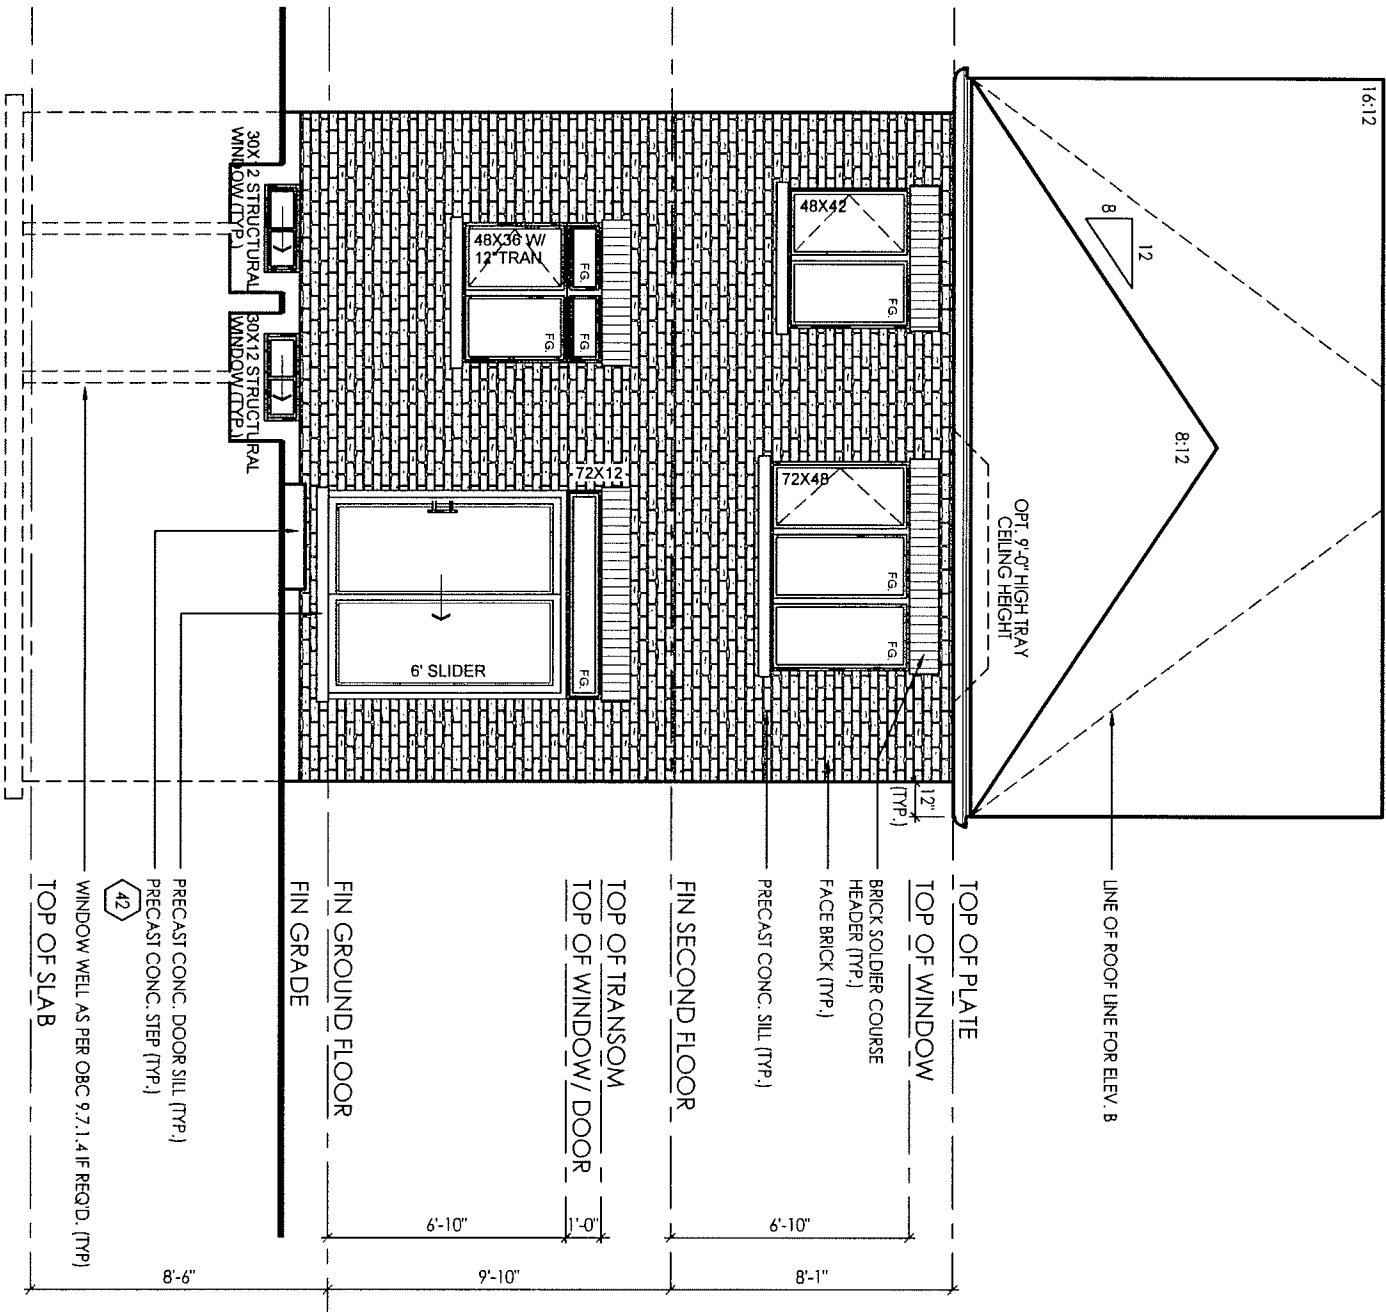 16:12
8:12
12
8
OPT. 9'-0" HIGH TRAY
CEILING HEIGHT
LINE OF ROOF LINE FOR ELEV. B
TOP OF PLATE
12"
(TYP.)
TOP OF WINDOW
BRICK SOLDIER COURSE
HEADER (TYP.)
FACE BRICK (TYP.)
PRECAST CONC. SILL (TYP.)
48X42
FG.
72X48
FG.
FG.
FIN SECOND FLOOR
TOP OF TRANSOM
TOP OF WINDOW/ DOOR
48X36 W/
12"TRAN
FG.
FG.
FG.
72X12
FG.
6' SLIDER
FIN GROUND FLOOR
FIN GRADE
30X12 STRUCTURAL
WINDOW (TYP.)
30X12 STRUCTURAL
WINDOW (TYP.)
PRECAST CONC. DOOR SILL (TYP.)
PRECAST CONC. STEP (TYP.)
42
WINDOW WELL AS PER OBC 9.7.1.4 IF REQ'D. (TYP)
TOP OF SLAB
6'-10"
1'-0"
6'-10"
8'-6"
9'-10"
8'-1"